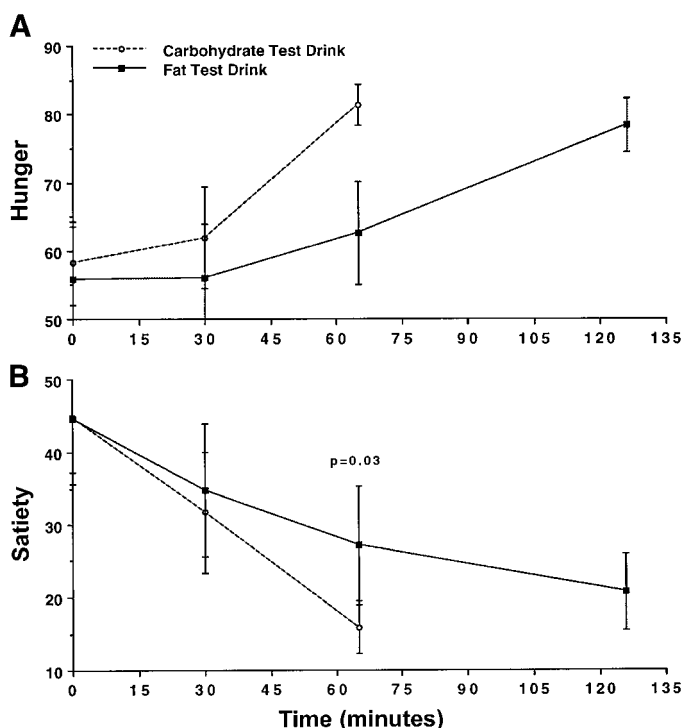 A
90
Carbohydrate Test Drink
Fat Test Drink
80
70
60
50
Hunger
0 15 30 45 60 75 90 105 120 135
B
50
40
p=0.03
30
20
10
Satiety
0 15 30 45 60 75 90 105 120 135
Time (minutes)